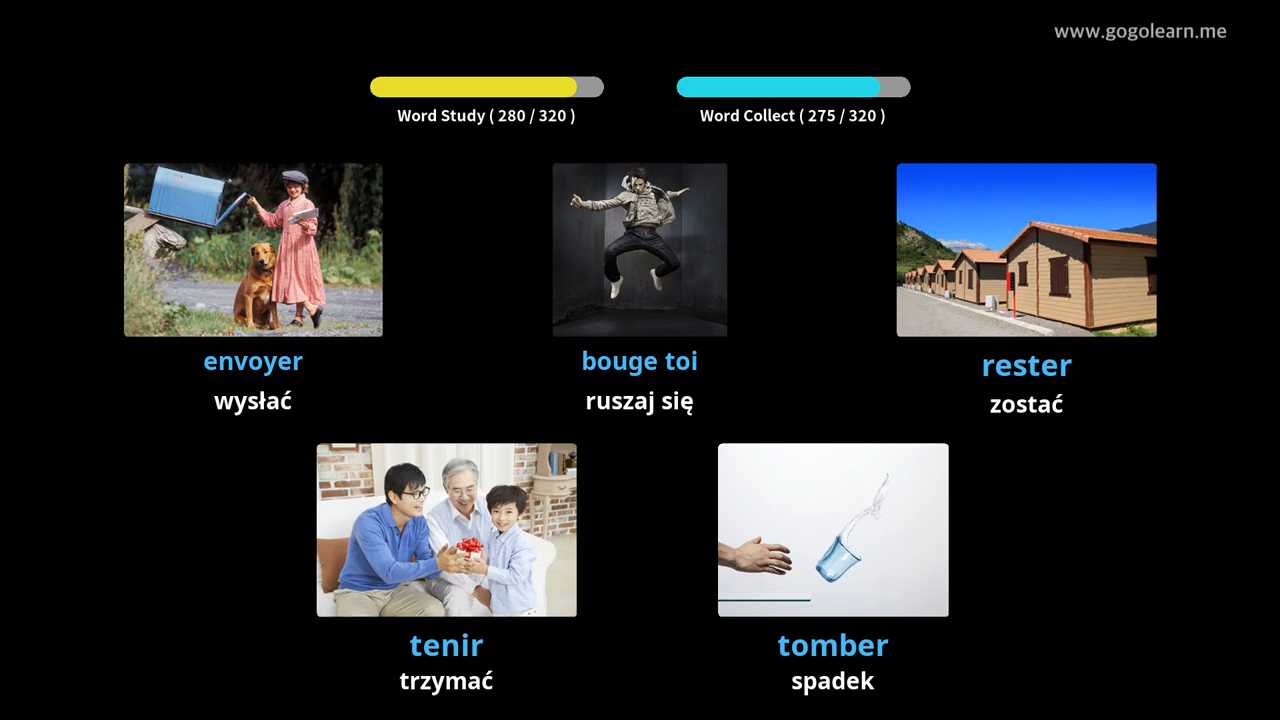 www.gogolearn.me
Word Study ( 280 / 320 )
Word Collect ( 275 / 320 )
envoyer
wysłać
bouge toi
ruszaj się
rester
zostać
tenir
trzymać
tomber
spadek